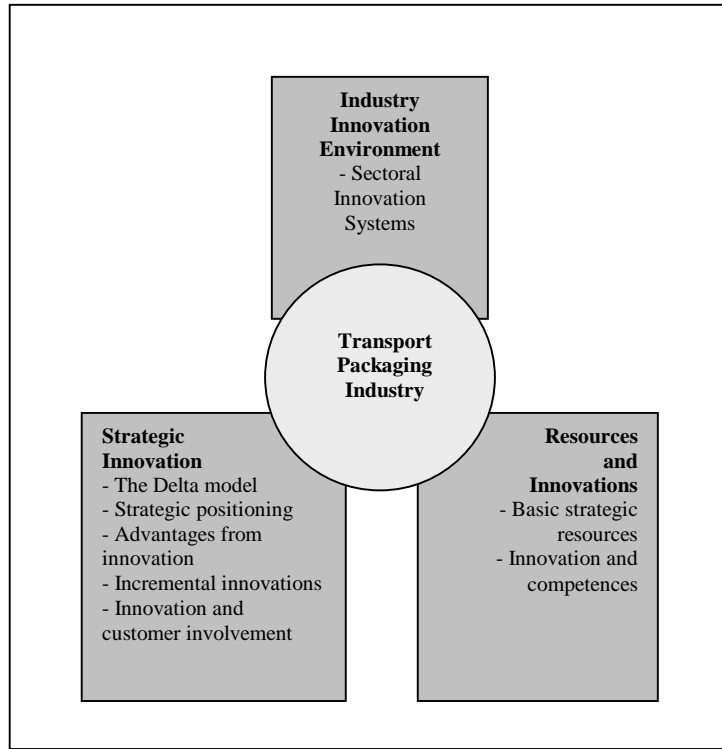 Industry
Innovation
Environment
- Sectoral
Innovation
Systems
Transport
Packaging
Industry
Strategic
Innovation
- The Delta model
- Strategic positioning
- Advantages from
innovation
- Incremental innovations
- Innovation and
customer involvement
Resources
and
Innovations
- Basic strategic
resources
- Innovation and
competences